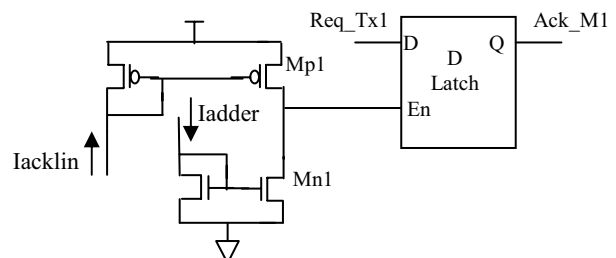 Req_Tx1
Ack_M1
D
Q
D
Latch
Mp1
En
Iadder
Iacklin
Mn1